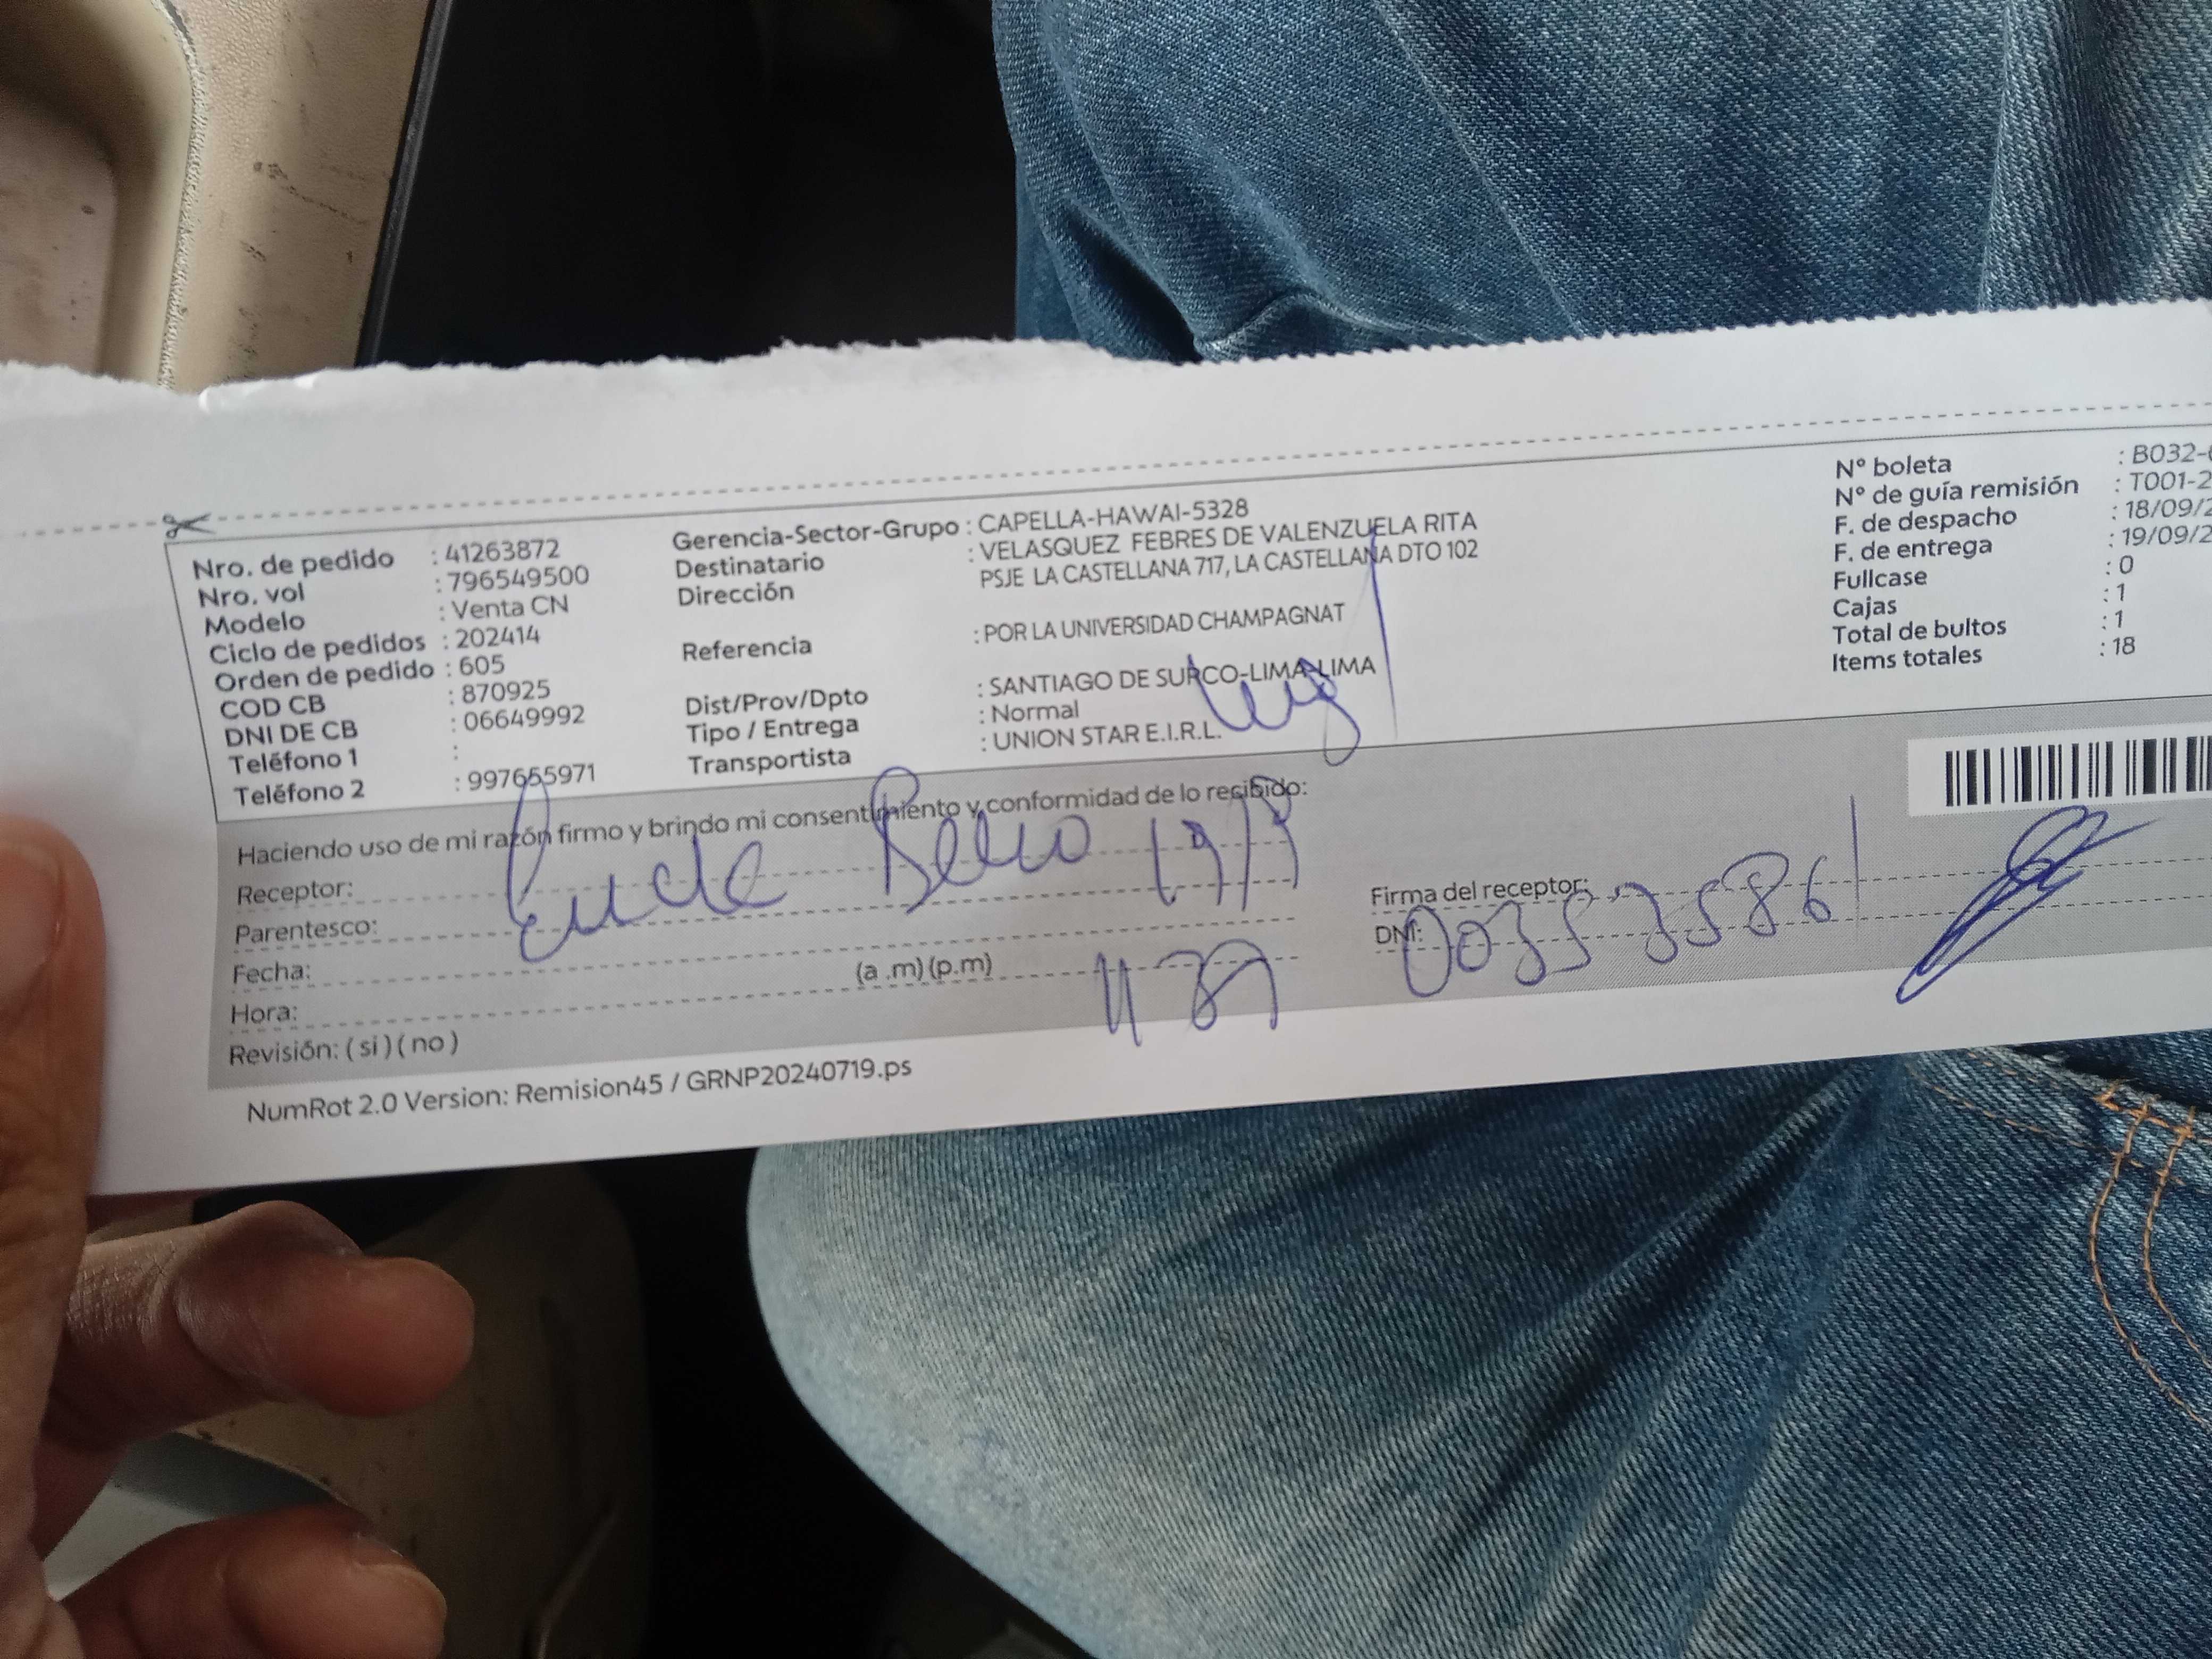 Nro. de pedido : 41263872
Nro. vol : 796549500
Modelo : Venta CN
Ciclo de pedidos : 202414
Orden de pedido : 605
COD CB : 870925
DNI DE CB : 06649992
Teléfono 1 :
Teléfono 2 : 997655971
Gerencia-Sector-Grupo : CAPELLA-HAWAI-5328
Destinatario : VELASQUEZ FEBRES DE VALENZUELA RITA
Dirección PSJE LA CASTELLANA 717, LA CASTELLANA DTO 102
Referencia : POR LA UNIVERSIDAD CHAMPAGNAT
Dist/Prov/Dpto : SANTIAGO DE SURCO-LIMA-LIMA
Tipo / Entrega : Normal
Transportista : UNION STAR E.I.R.L.
N° boleta : B032-
N° de guía remisión : T001-2
F. de despacho : 18/09/2
F. de entrega : 19/09/2
Fullcase : 0
Cajas : 1
Total de bultos : 1
Items totales : 18
Haciendo uso de mi razón firmo y brindo mi consentimiento y conformidad de lo recibido:
Receptor:
Parentesco:
Fecha:
Hora: (a .m) (p.m)
Revisión: ( si ) ( no )
19/9
Firma del receptor:
DNI:
NumRot 2.0 Version: Remision45 / GRNP20240719.ps